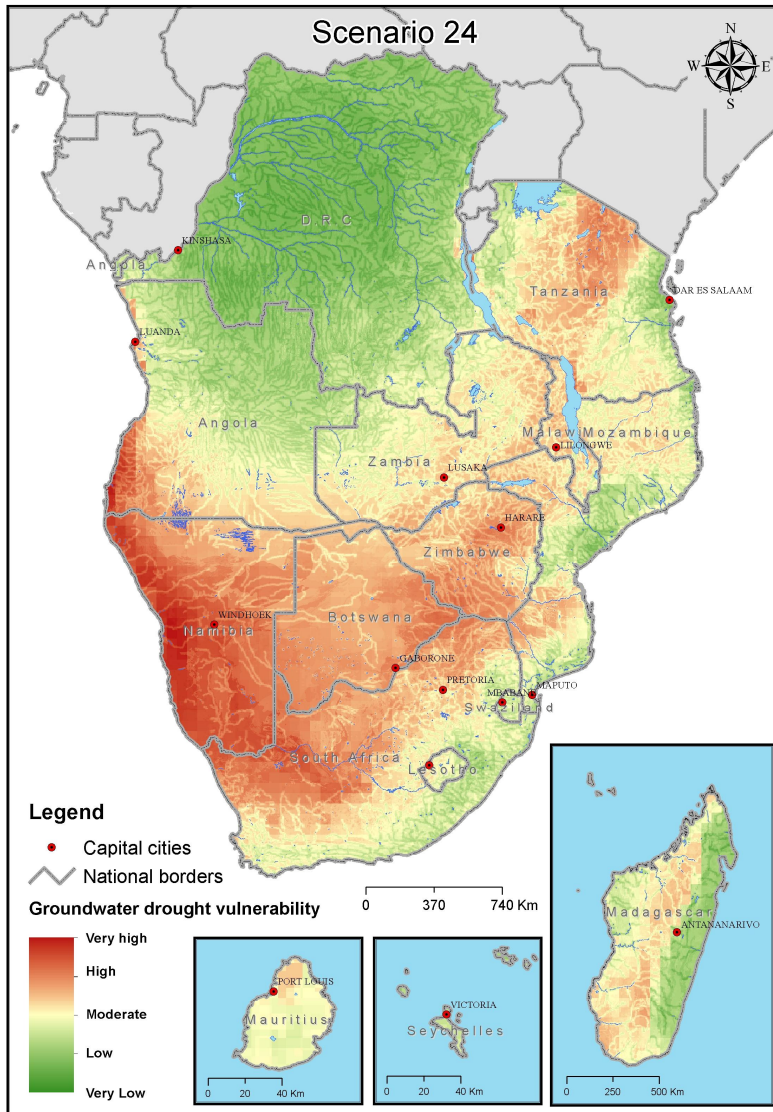 Scenario 24
N
W E
S
D.R.C
KINSHASA
Angola
DAR ES SALAAM
Tanzania
LUANDA
Angola
Malawi
Mozambique
LILONGWE
Zambia
LUSAKA
HARARE
Zimbabwe
Botswana
WINDHOEK
Namibia
GABORONE
PRETORIA
MBABANE
MAPUTO
Swaziland
South Africa
Lesotho
Legend
Capital cities
National borders
Groundwater drought vulnerability
Very high
High
Moderate
Low
Very Low
0 370 740 Km
PORT LOUIS
Mauritius
0 20 40 Km
VICTORIA
Seychelles
0 20 40 Km
Madagascar
ANTANANARIVO
0 250 500 Km